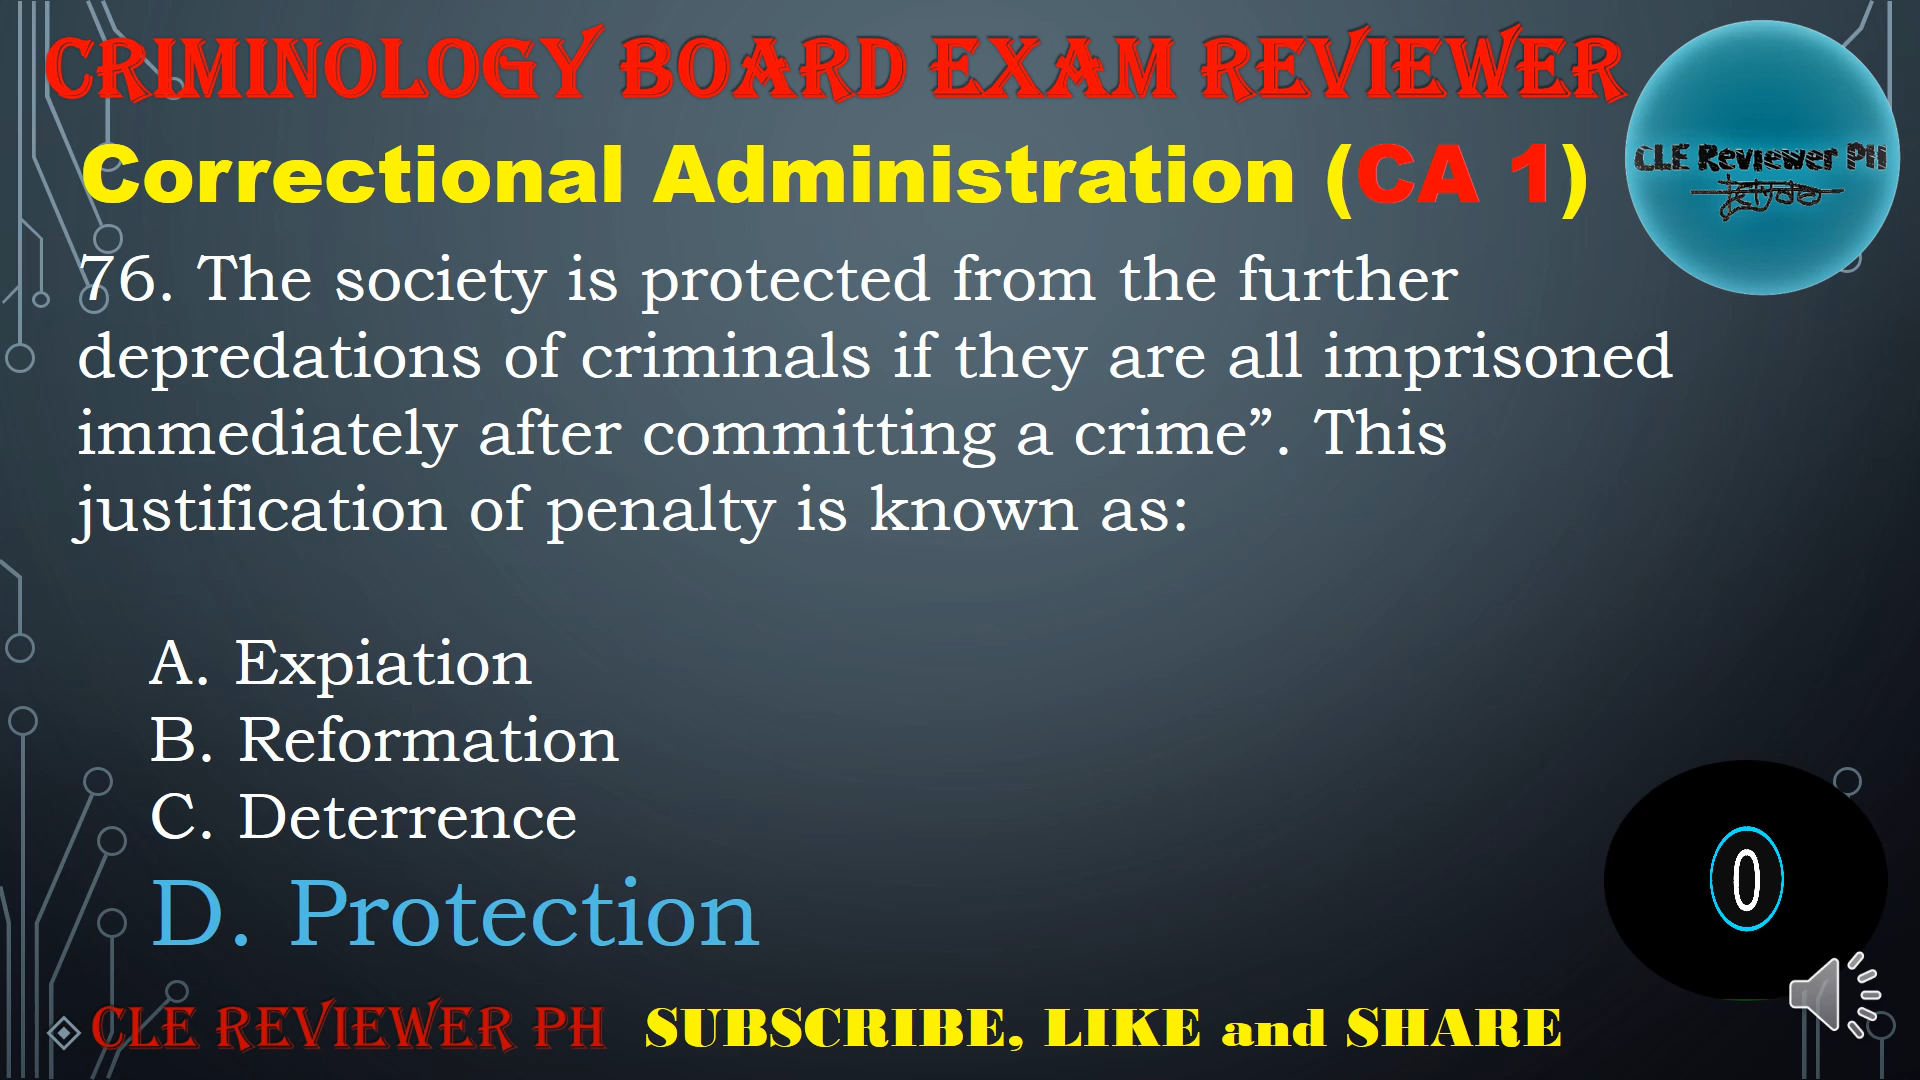 CRIMINOLOGY BOARD EXAM REVIEWER
Correctional Administration (CA 1)
CLE Reviewer PH
76. The society is protected from the further
depredations of criminals if they are all imprisoned
immediately after committing a crime”. This
justification of penalty is known as:
A. Expiation
B. Reformation
C. Deterrence
D. Protection
0
CLE REVIEWER PH SUBSCRIBE, LIKE and SHARE